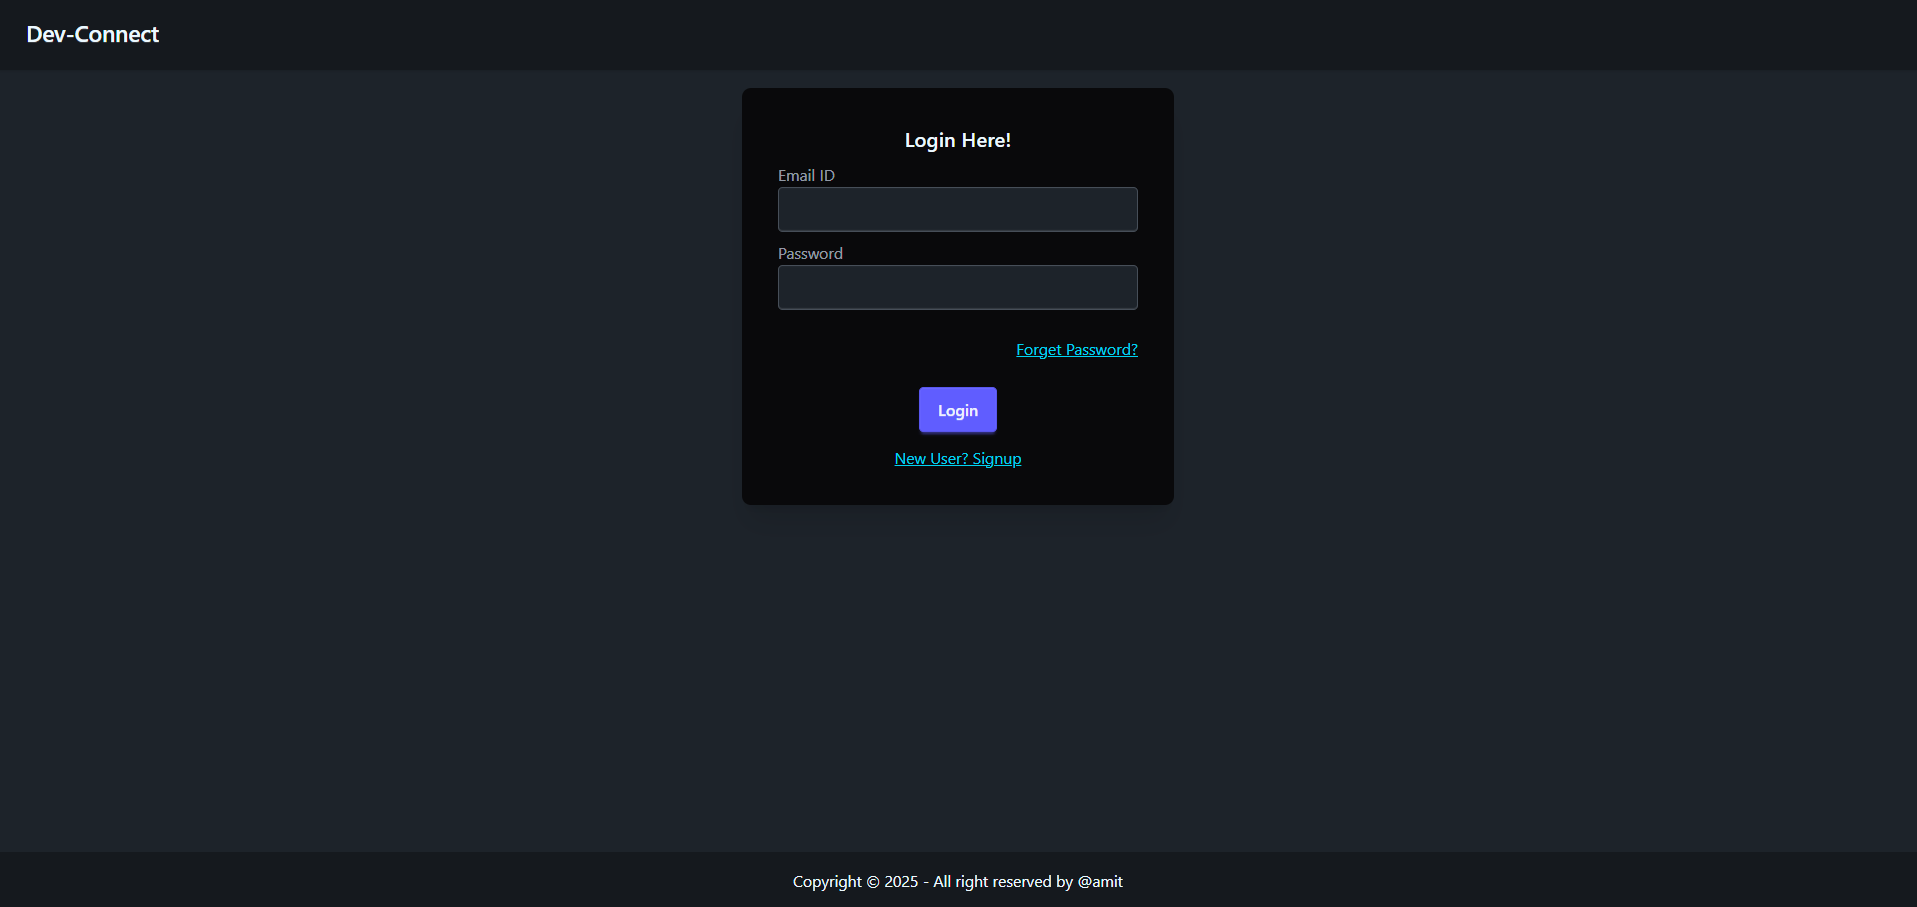 Dev-Connect
Login Here!
Email ID
Password
Forget Password?
Login
New User? Signup
Copyright © 2025 - All right reserved by @amit